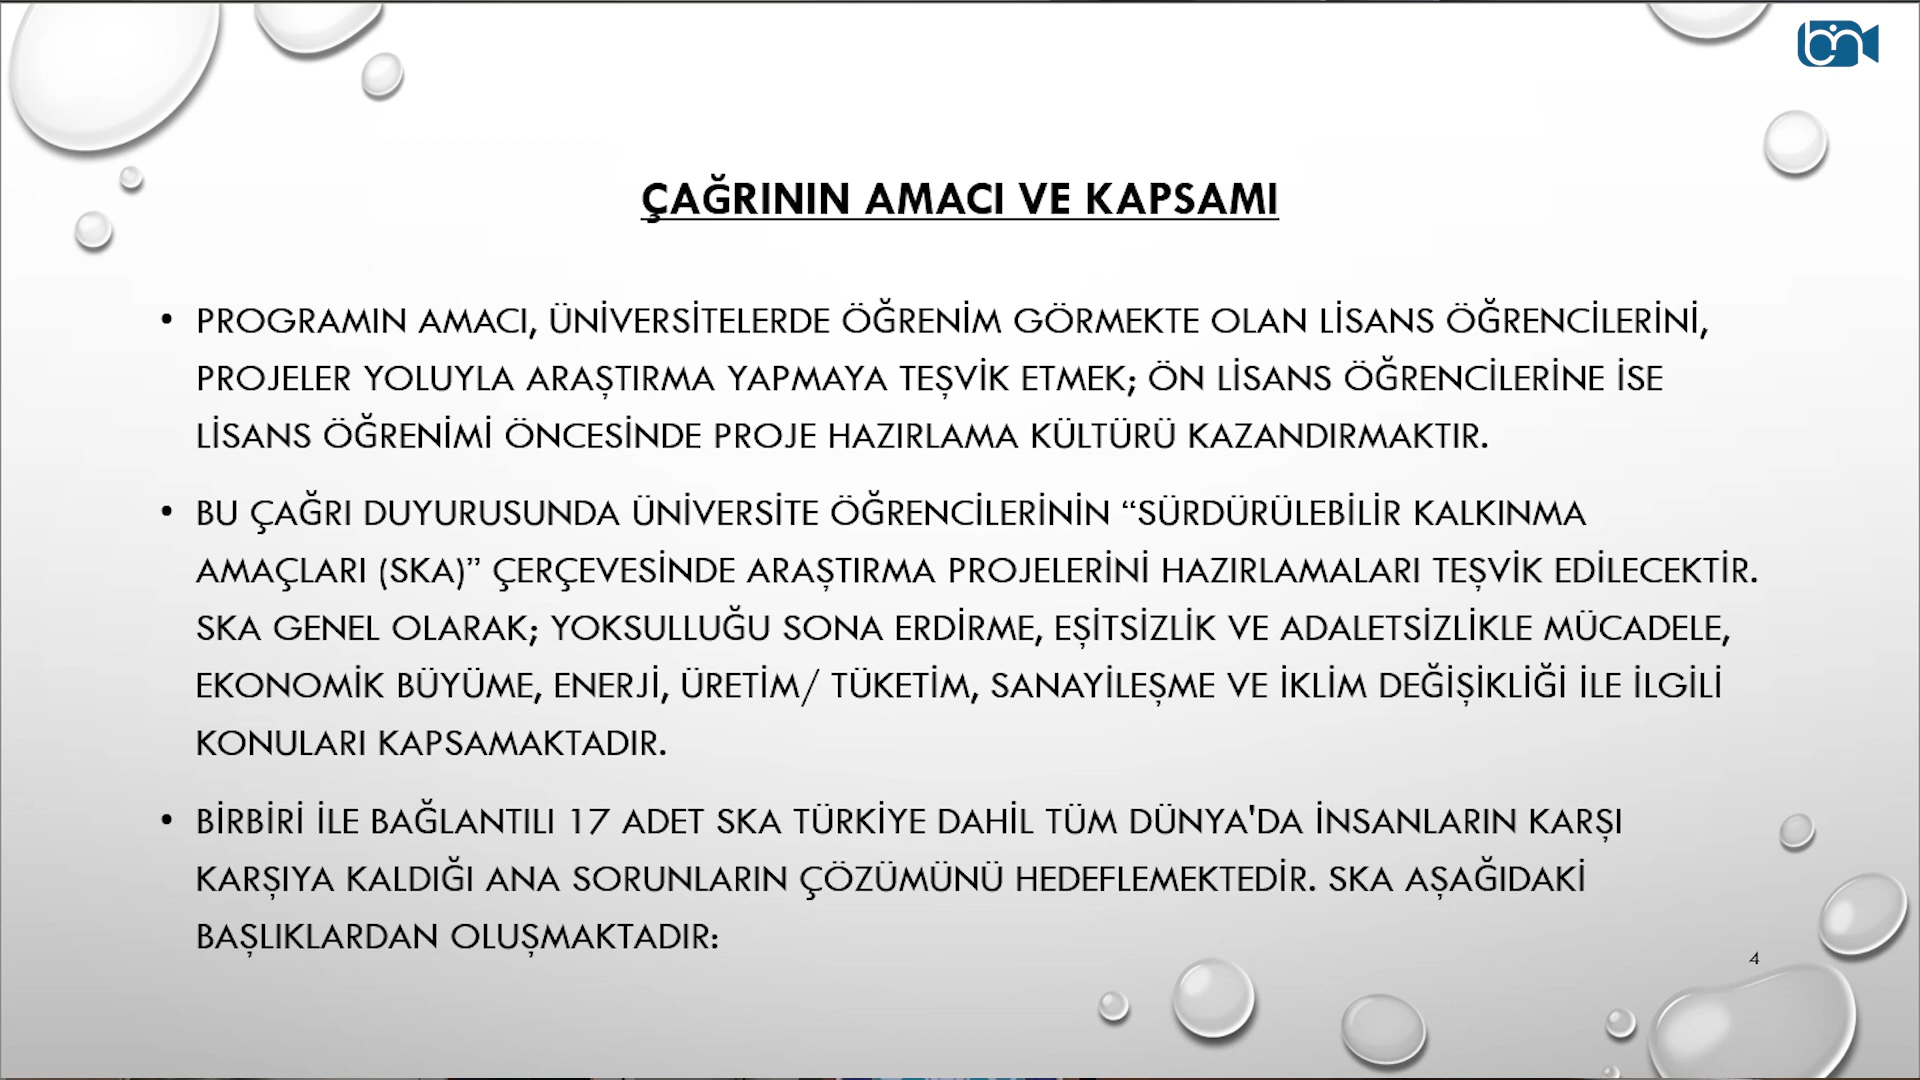 ÇAĞRININ AMACI VE KAPSAMI
• PROGRAMIN AMACI, ÜNİVERSİTELERDE ÖĞRENİM GÖRMEKTE OLAN LİSANS ÖĞRENCİLERİNİ,
PROJELER YOLUYLA ARAŞTIRMA YAPMAYA TEŞVİK ETMEK; ÖN LİSANS ÖĞRENCİLERİNE İSE
LİSANS ÖĞRENİMİ ÖNCESİNDE PROJE HAZIRLAMA KÜLTÜRÜ KAZANDIRMAKTIR.
• BU ÇAĞRI DUYURUSUNDA ÜNİVERSİTE ÖĞRENCİLERİNİN “SÜRDÜRÜLEBİLİR KALKINMA
AMAÇLARI (SKA)” ÇERÇEVESİNDE ARAŞTIRMA PROJELERİNİ HAZIRLAMALARI TEŞVİK EDİLECEKTİR.
SKA GENEL OLARAK; YOKSULLUĞU SONA ERDİRME, EŞİTSİZLİK VE ADALETSİZLİKLE MÜCADELE,
EKONOMİK BÜYÜME, ENERJİ, ÜRETİM/ TÜKETİM, SANAYİLEŞME VE İKLİM DEĞİŞİKLİĞİ İLE İLGİLİ
KONULARI KAPSAMAKTADIR.
• BİRBİRİ İLE BAĞLANTILI 17 ADET SKA TÜRKİYE DAHİL TÜM DÜNYA'DA İNSANLARIN KARŞI
KARŞIYA KALDIĞI ANA SORUNLARIN ÇÖZÜMÜNÜ HEDEFLEMEKTEDİR. SKA AŞAĞIDAKİ
BAŞLIKLARDAN OLUŞMAKTADIR:
4